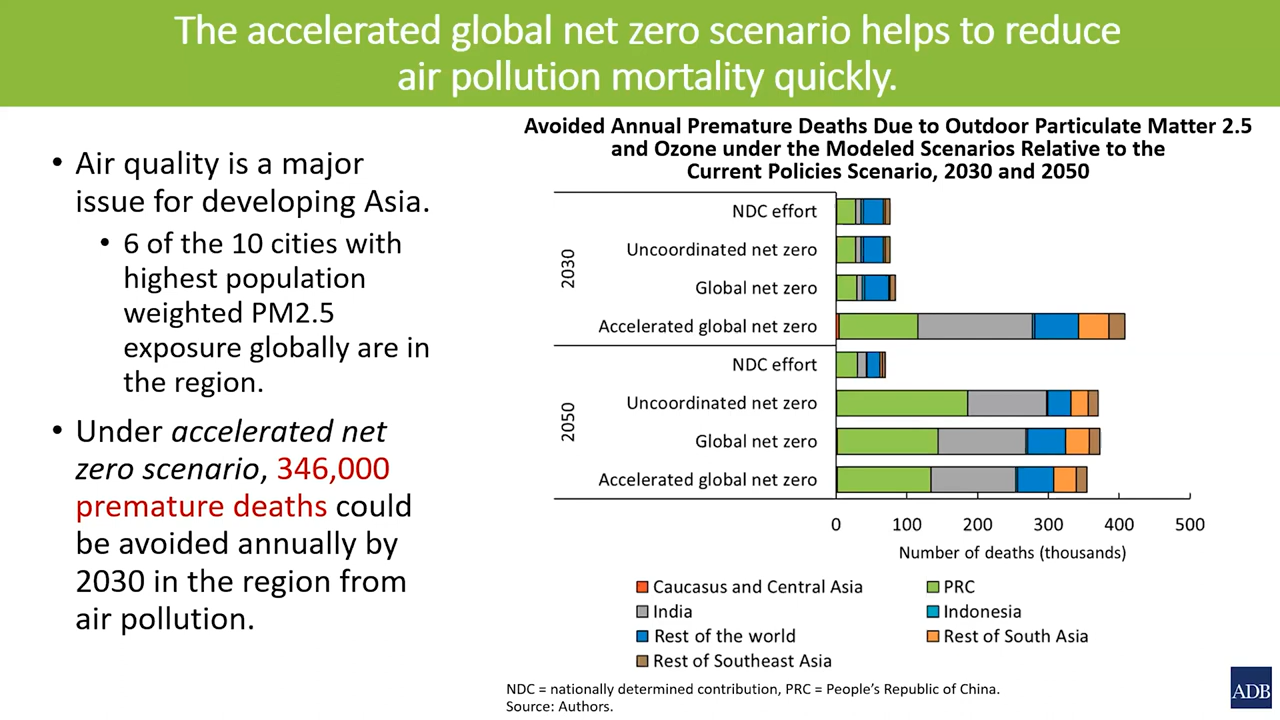 The accelerated global net zero scenario helps to reduce
air pollution mortality quickly.
• Air quality is a major
issue for developing Asia.
• 6 of the 10 cities with
highest population
weighted PM2.5
exposure globally are in
the region.
• Under accelerated net
zero scenario, 346,000
premature deaths could
be avoided annually by
2030 in the region from
air pollution.
Avoided Annual Premature Deaths Due to Outdoor Particulate Matter 2.5
and Ozone under the Modeled Scenarios Relative to the
Current Policies Scenario, 2030 and 2050
2030
NDC effort
Uncoordinated net zero
Global net zero
Accelerated global net zero
2050
NDC effort
Uncoordinated net zero
Global net zero
Accelerated global net zero
0 100 200 300 400 500
Number of deaths (thousands)
Caucasus and Central Asia PRC
India Indonesia
Rest of the world Rest of South Asia
Rest of Southeast Asia
NDC = nationally determined contribution, PRC = People's Republic of China.
Source: Authors.
ADB